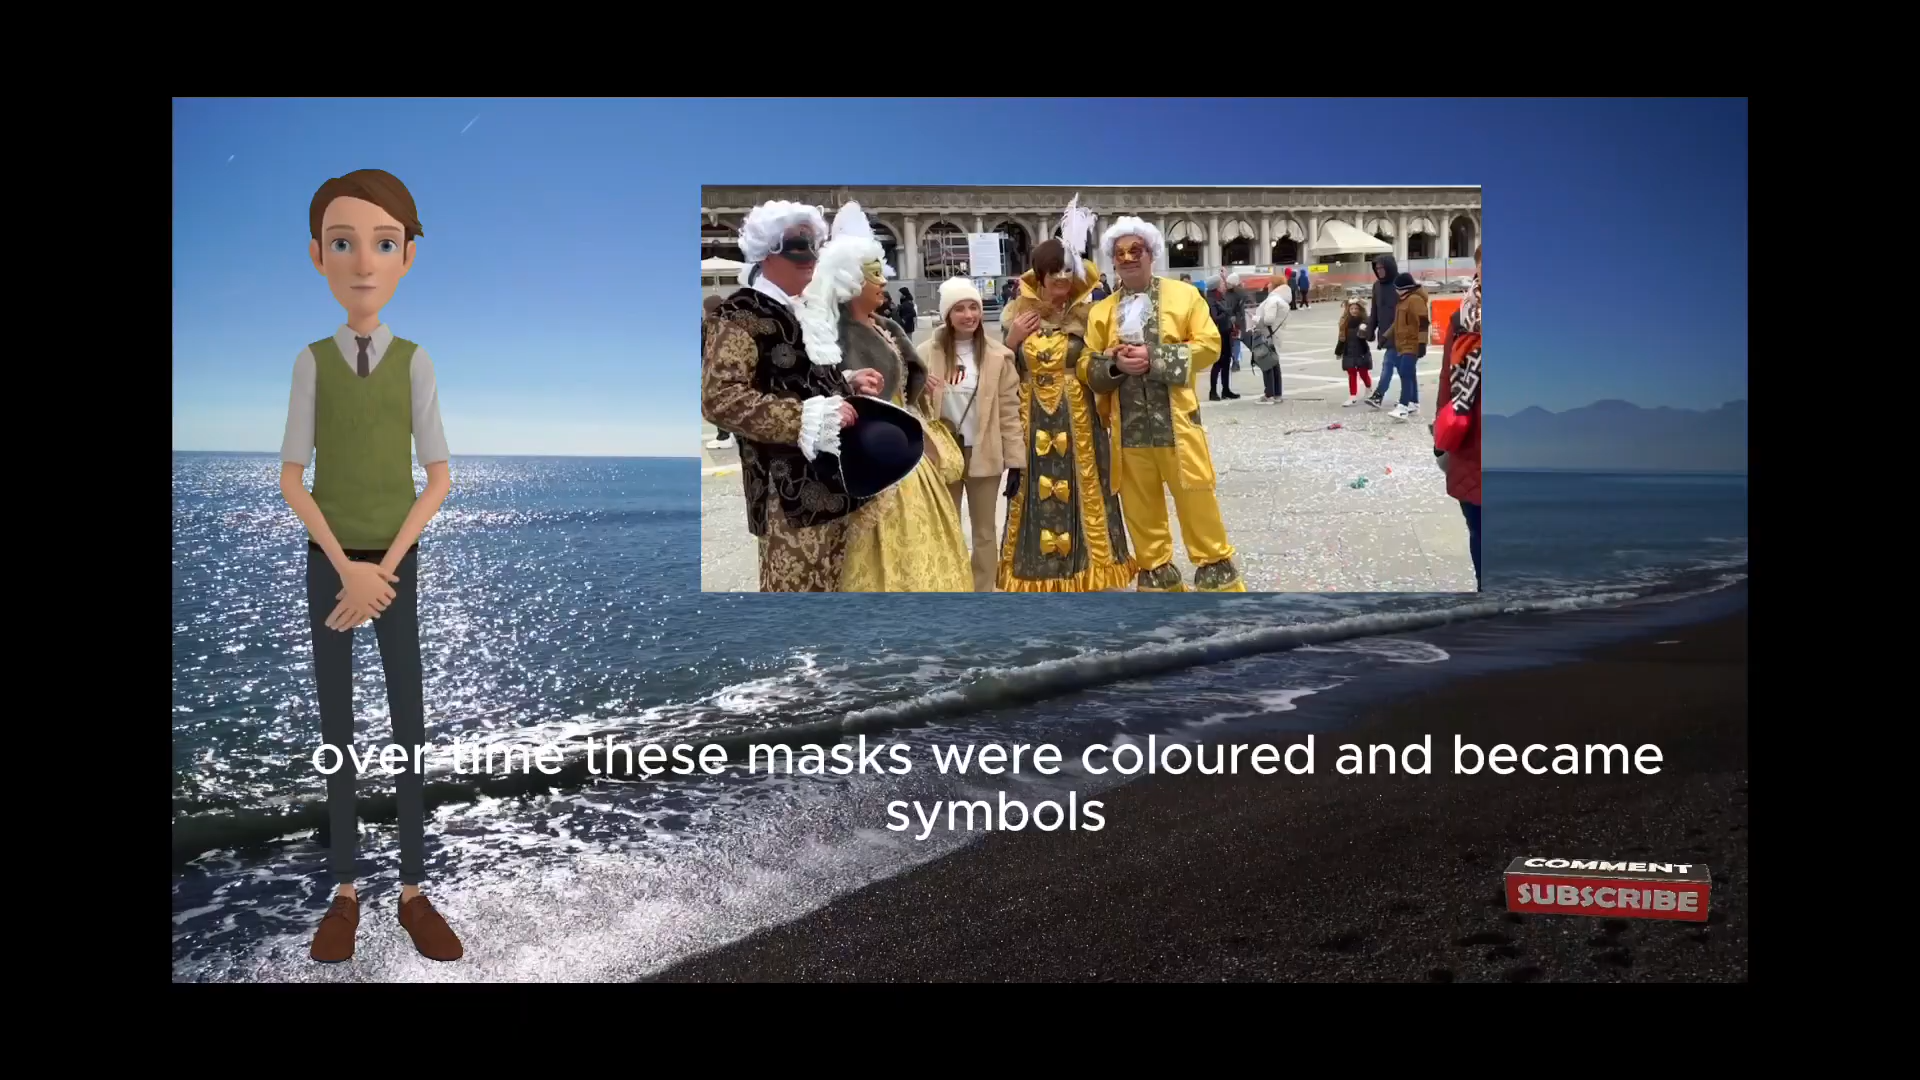 over time these masks were coloured and became
symbols
COMMENT
SUBSCRIBE